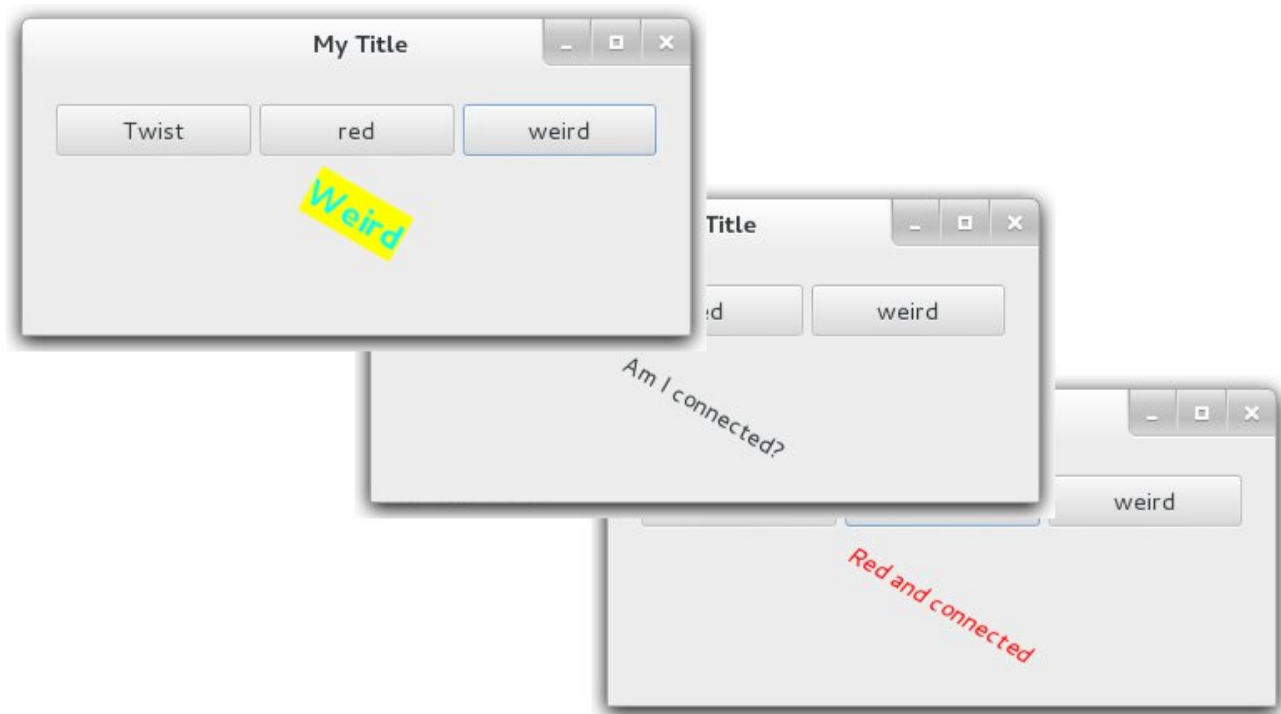 My Title
Twist red weird
Weird
Title
ed weird
Am I connected?
weird
Red and connected